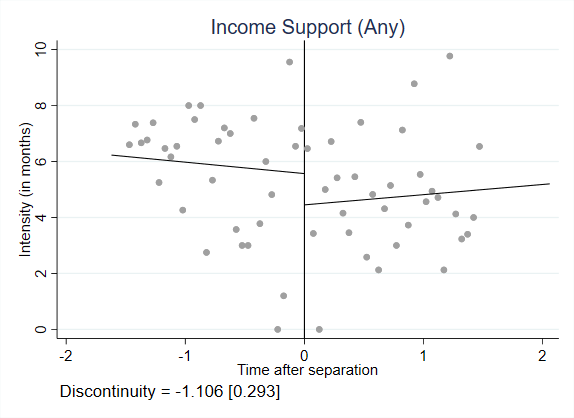 Income Support (Any)
Intensity (in months)
10
8
6
4
2
0
-2 -1 0 1 2
Time after separation
Discontinuity = -1.106 [0.293]